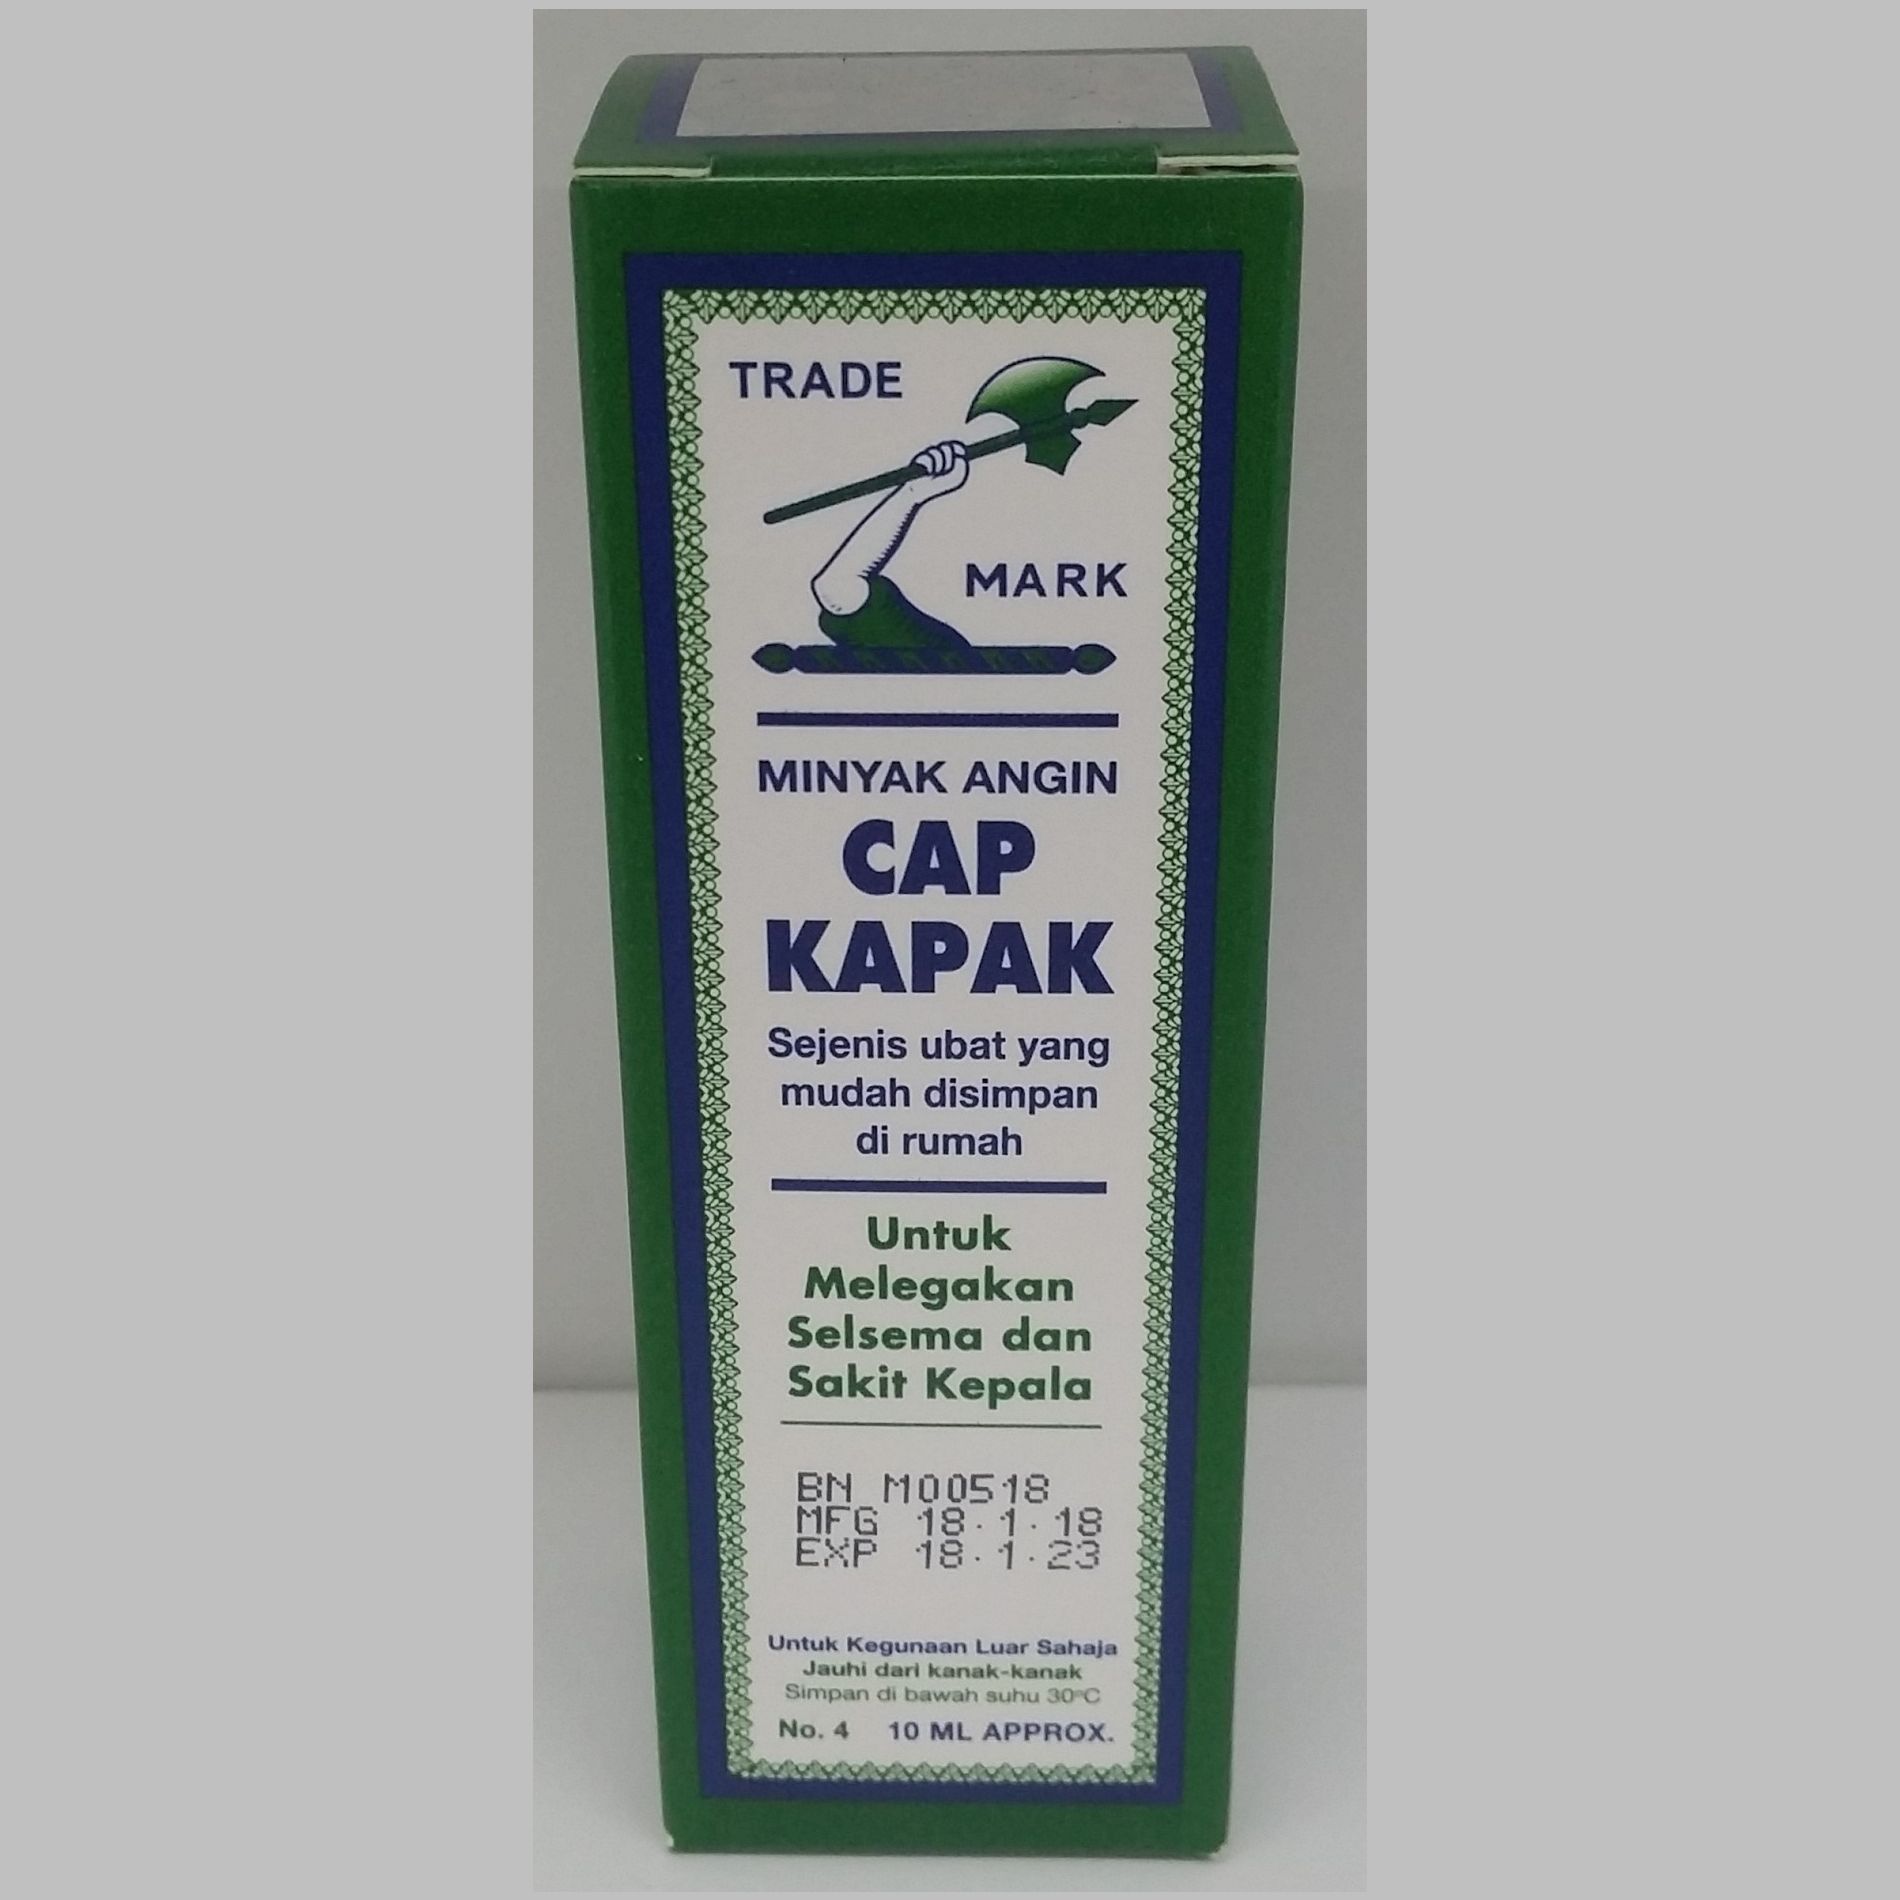 TRADE
MARK
MINYAK ANGIN
CAP
KAPAK
Sejenis ubat yang
mudah disimpan
di rumah
Untuk
Melegakan
Selsema dan
Sakit Kepala
BN M00518
MFG 18.1.18
EXP 18.1.23
Untuk Kegunaan Luar Sahaja
Jauhi dari kanak-kanak
Simpan di bawah suhu 30°C
No. 4 10 ML APPROX.